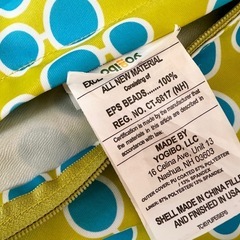 yogibo
ALL NEW MATERIAL
Consisting of
EPS BEADS........100%
REG. NO. CT-6817 (NH)
Certification is made by the manufacturer that
the materials in this article are described in
accordance with law.
MADE BY
YOGIBO, LLC
16 Celina Ave, Unit 13
Nashua, NH 03063
SHELL MADE IN CHINA FILLED
AND FINISHED IN USA